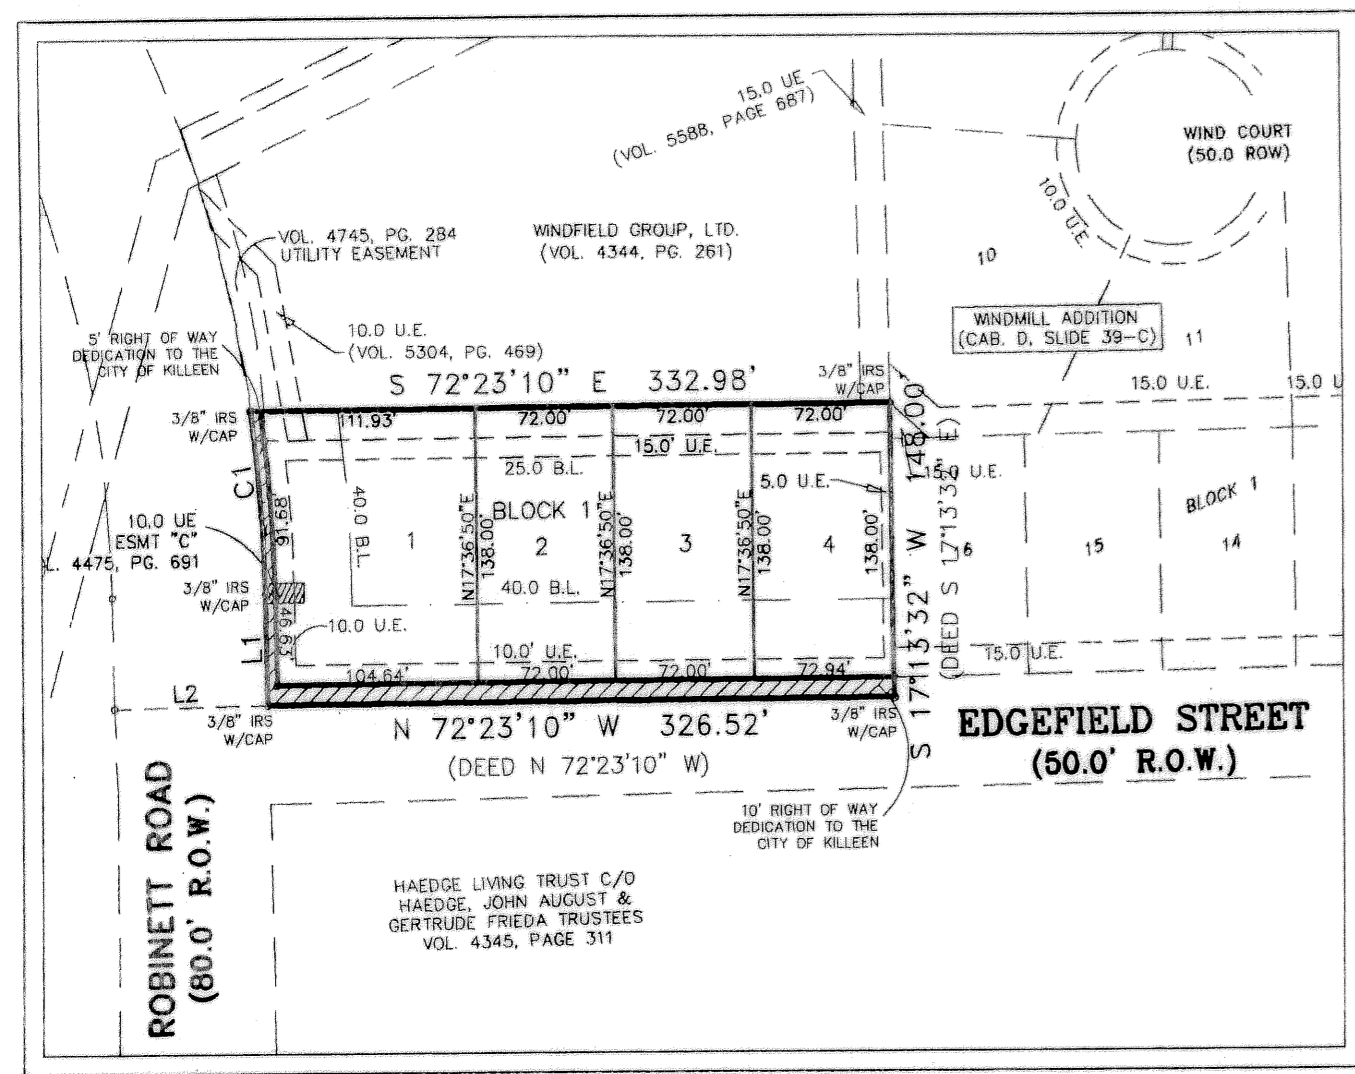 15.0 UE
(VOL. 5588, PAGE 687)
WIND COURT
(50.0 ROW)
10.0 U.E.
VOL. 4745, PG. 284
UTILITY EASEMENT
WINDFIELD GROUP, LTD.
(VOL. 4344, PG. 261)
10
WINDMILL ADDITION
(CAB. D, SLIDE 39-C)
11
5' RIGHT OF WAY
DEDICATION TO THE
CITY OF KILLEEN
10.0 U.E.
(VOL. 5304, PG. 469)
S 72°23'10" E 332.98'
3/8" IRS
W/CAP
15.0 U.E.
15.0 U
3/8" IRS
W/CAP
111.93'
72.00'
72.00'
72.00'
15.0' U.E.
25.0 B.L.
5.0 U.E.
15.0 U.E.
C1
91.68'
40.0 B.L.
N17°36'50"E
138.00'
BLOCK 1
N17°36'50"E
138.00'
N17°36'50"E
138.00'
138.00'
1
2
3
4
S 17°13'32" W 148.00'
(DEED S 17°13'32" E)
BLOCK 1
16
15
14
10.0 UE
ESMT "C"
L. 4475, PG. 691
3/8" IRS
W/CAP
40.0 B.L.
46.63'
10.0 U.E.
L1
10.0' U.E.
15.0 U.E.
104.64'
72.00'
72.00'
72.94'
L2
3/8" IRS
W/CAP
N 72°23'10" W 326.52'
(DEED N 72°23'10" W)
3/8" IRS
W/CAP
EDGEFIELD STREET
(50.0' R.O.W.)
ROBINETT ROAD
(80.0' R.O.W.)
10' RIGHT OF WAY
DEDICATION TO THE
CITY OF KILLEEN
HAEDGE LIVING TRUST C/O
HAEDGE, JOHN AUGUST &
GERTRUDE FRIEDA TRUSTEES
VOL. 4345, PAGE 311